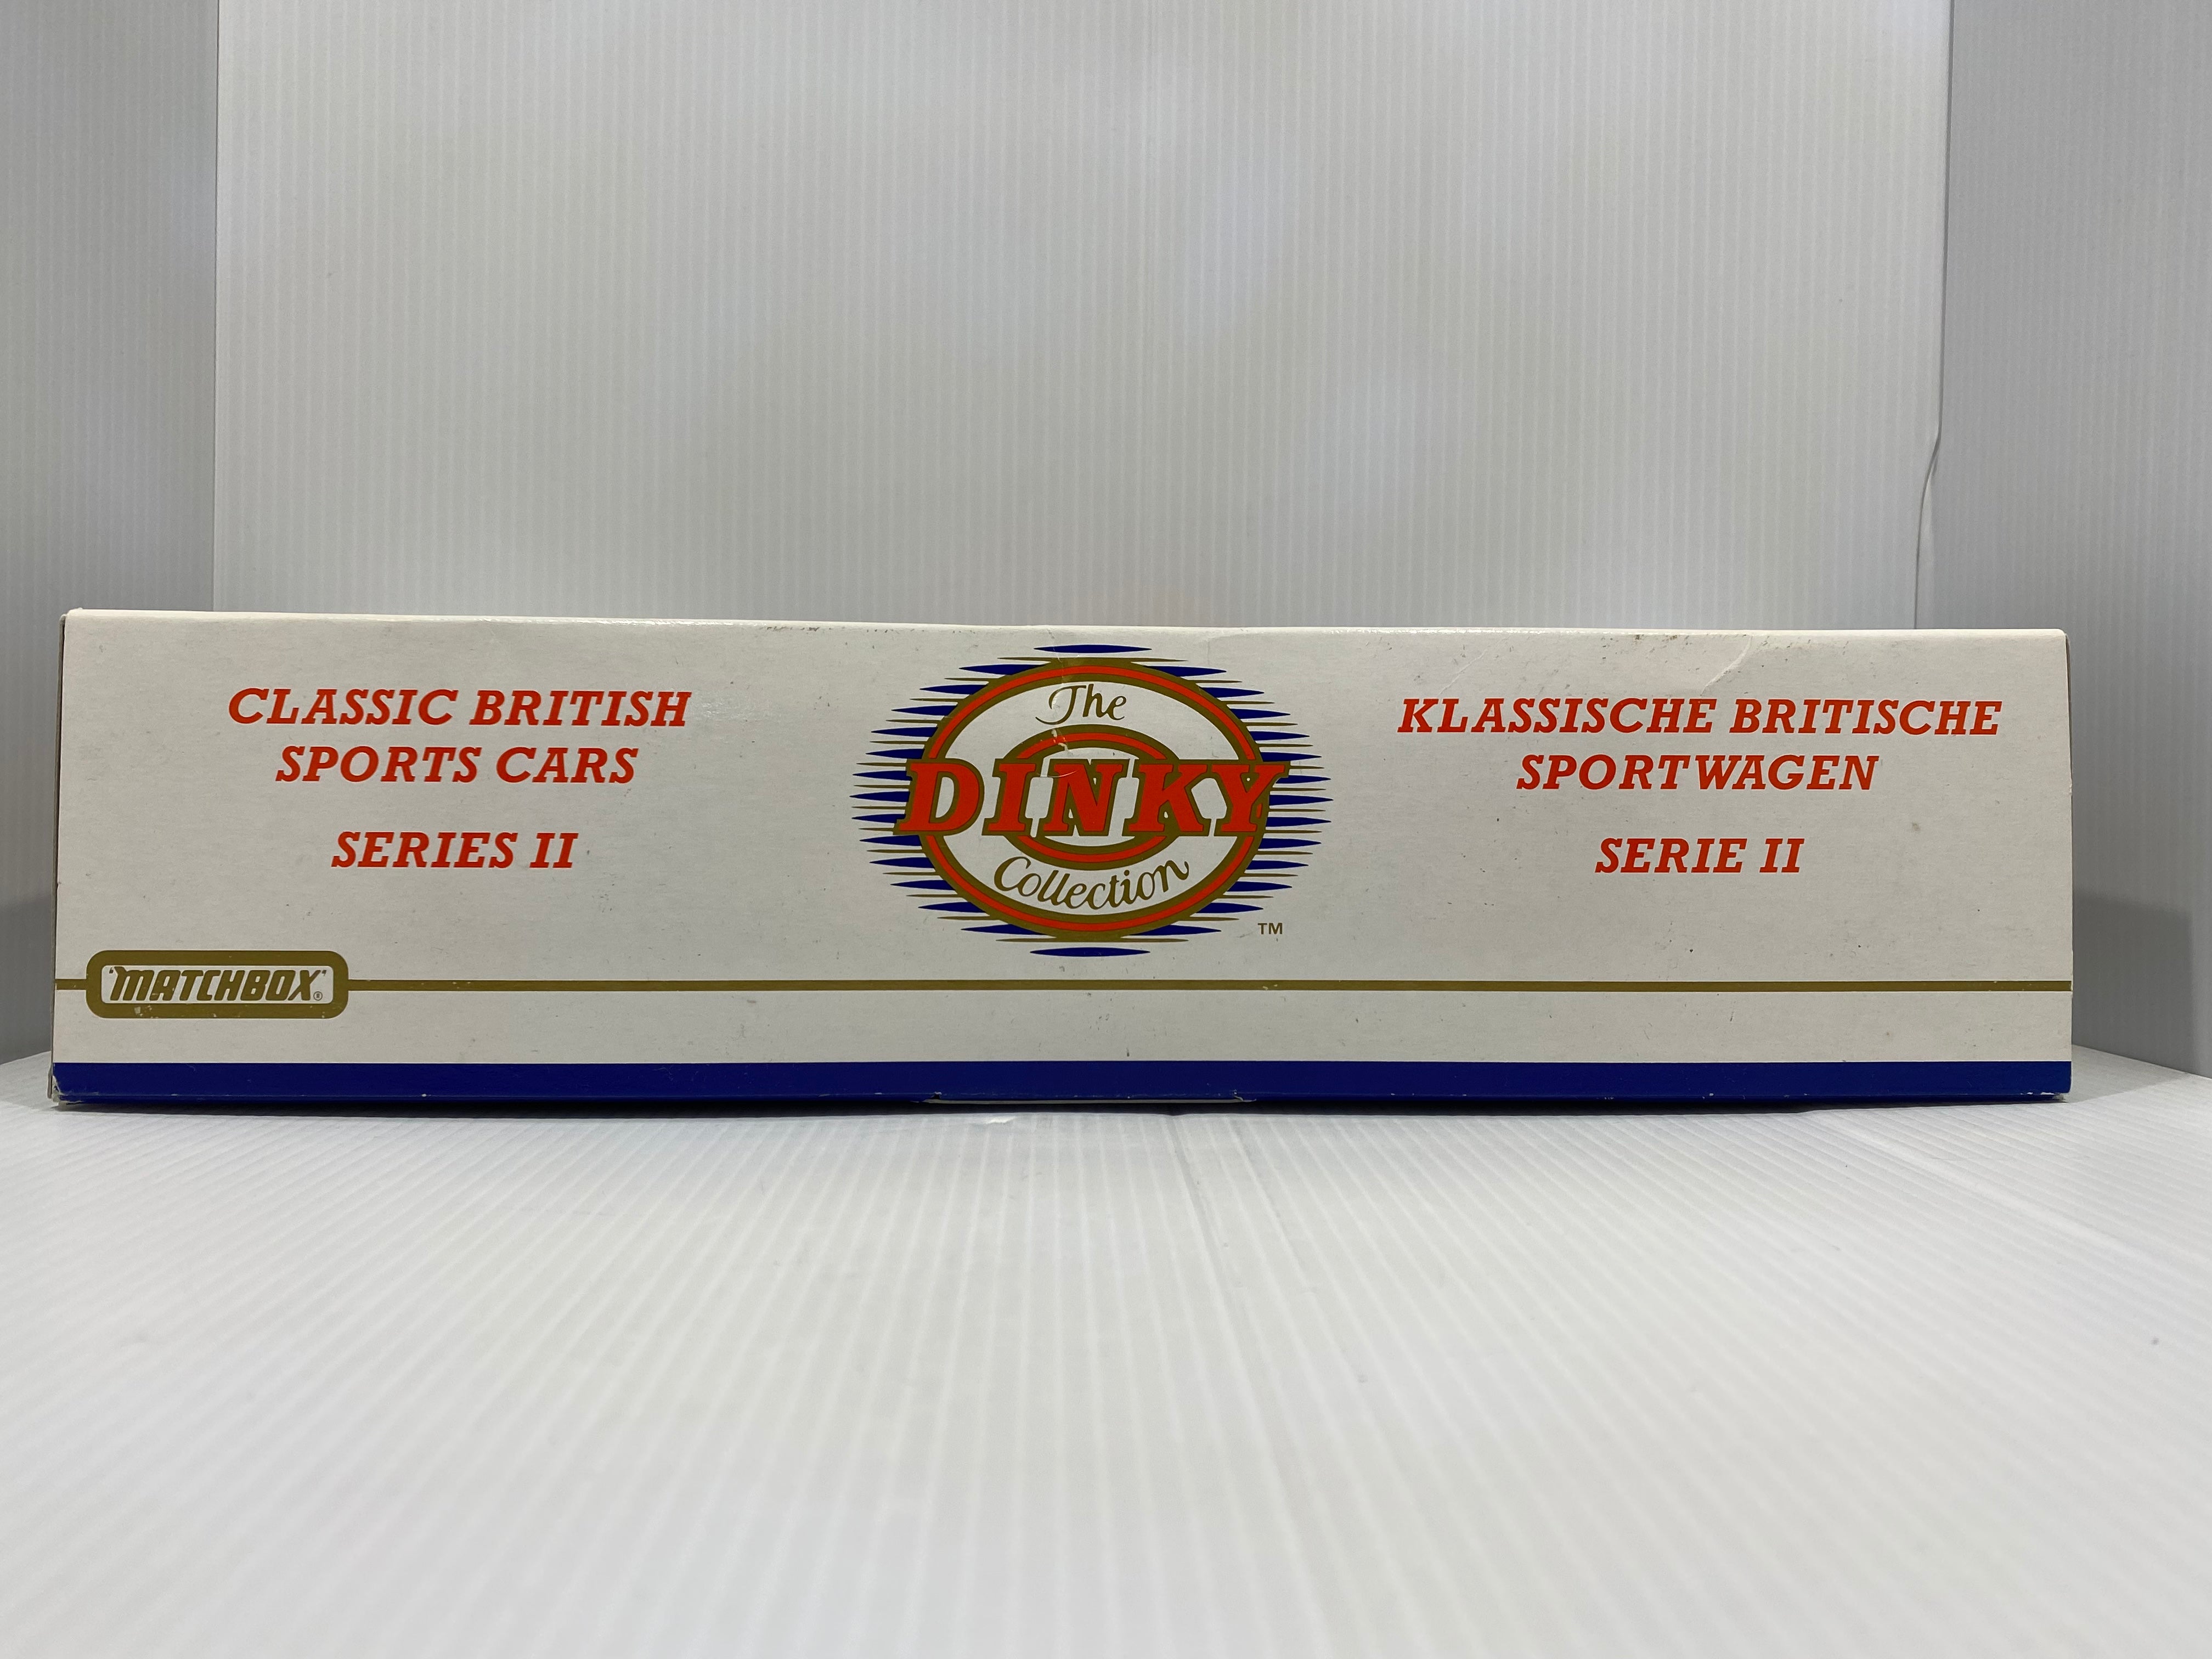 CLASSIC BRITISH
SPORTS CARS
SERIES II
The
DINKY
Collection
TM
KLASSISCHE BRITISCHE
SPORTWAGEN
SERIE II
'MATCHBOX'®